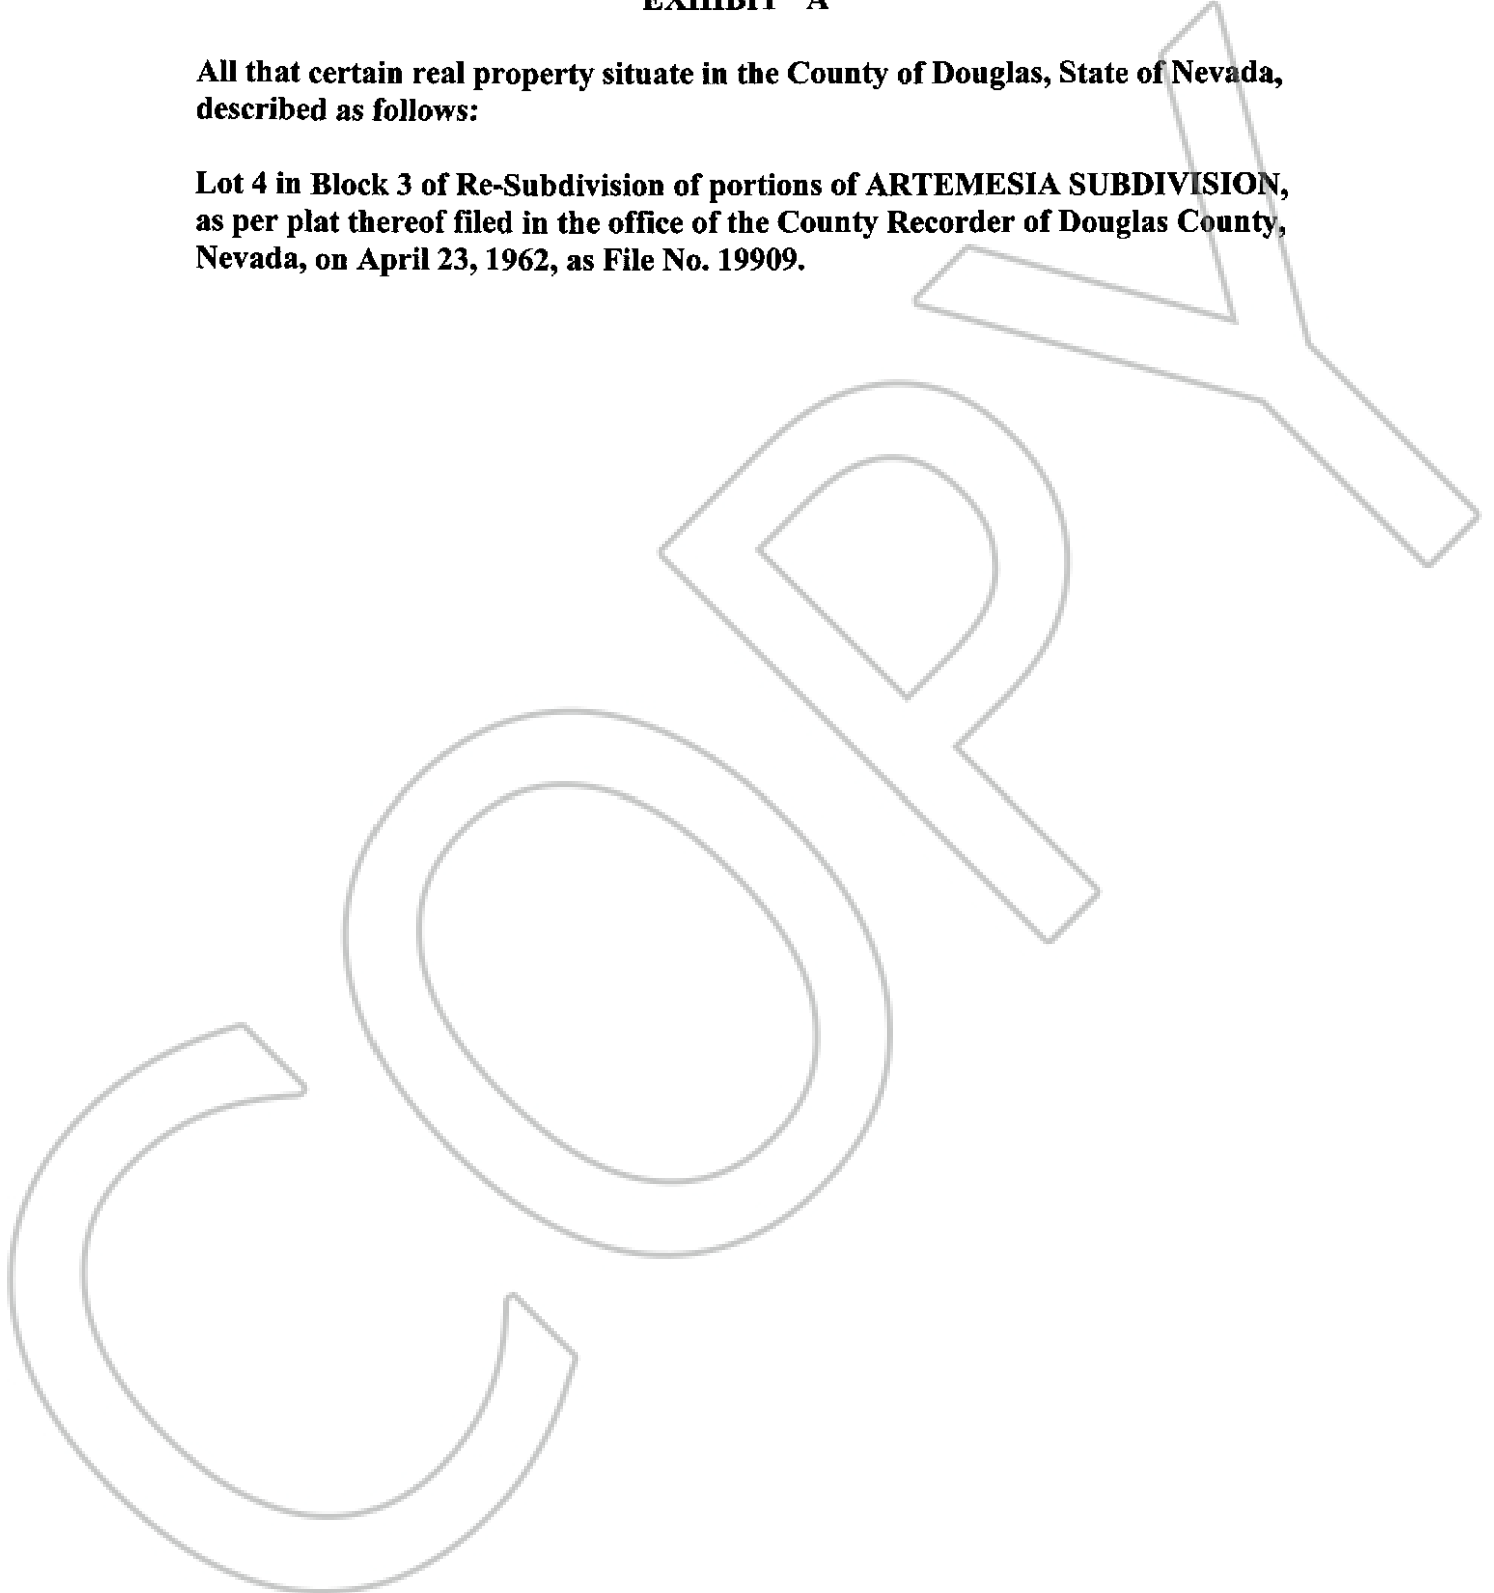 EXHIBIT "A"
All that certain real property situate in the County of Douglas, State of Nevada,
described as follows:
Lot 4 in Block 3 of Re-Subdivision of portions of ARTEMESIA SUBDIVISION,
as per plat thereof filed in the office of the County Recorder of Douglas County,
Nevada, on April 23, 1962, as File No. 19909.
COPY